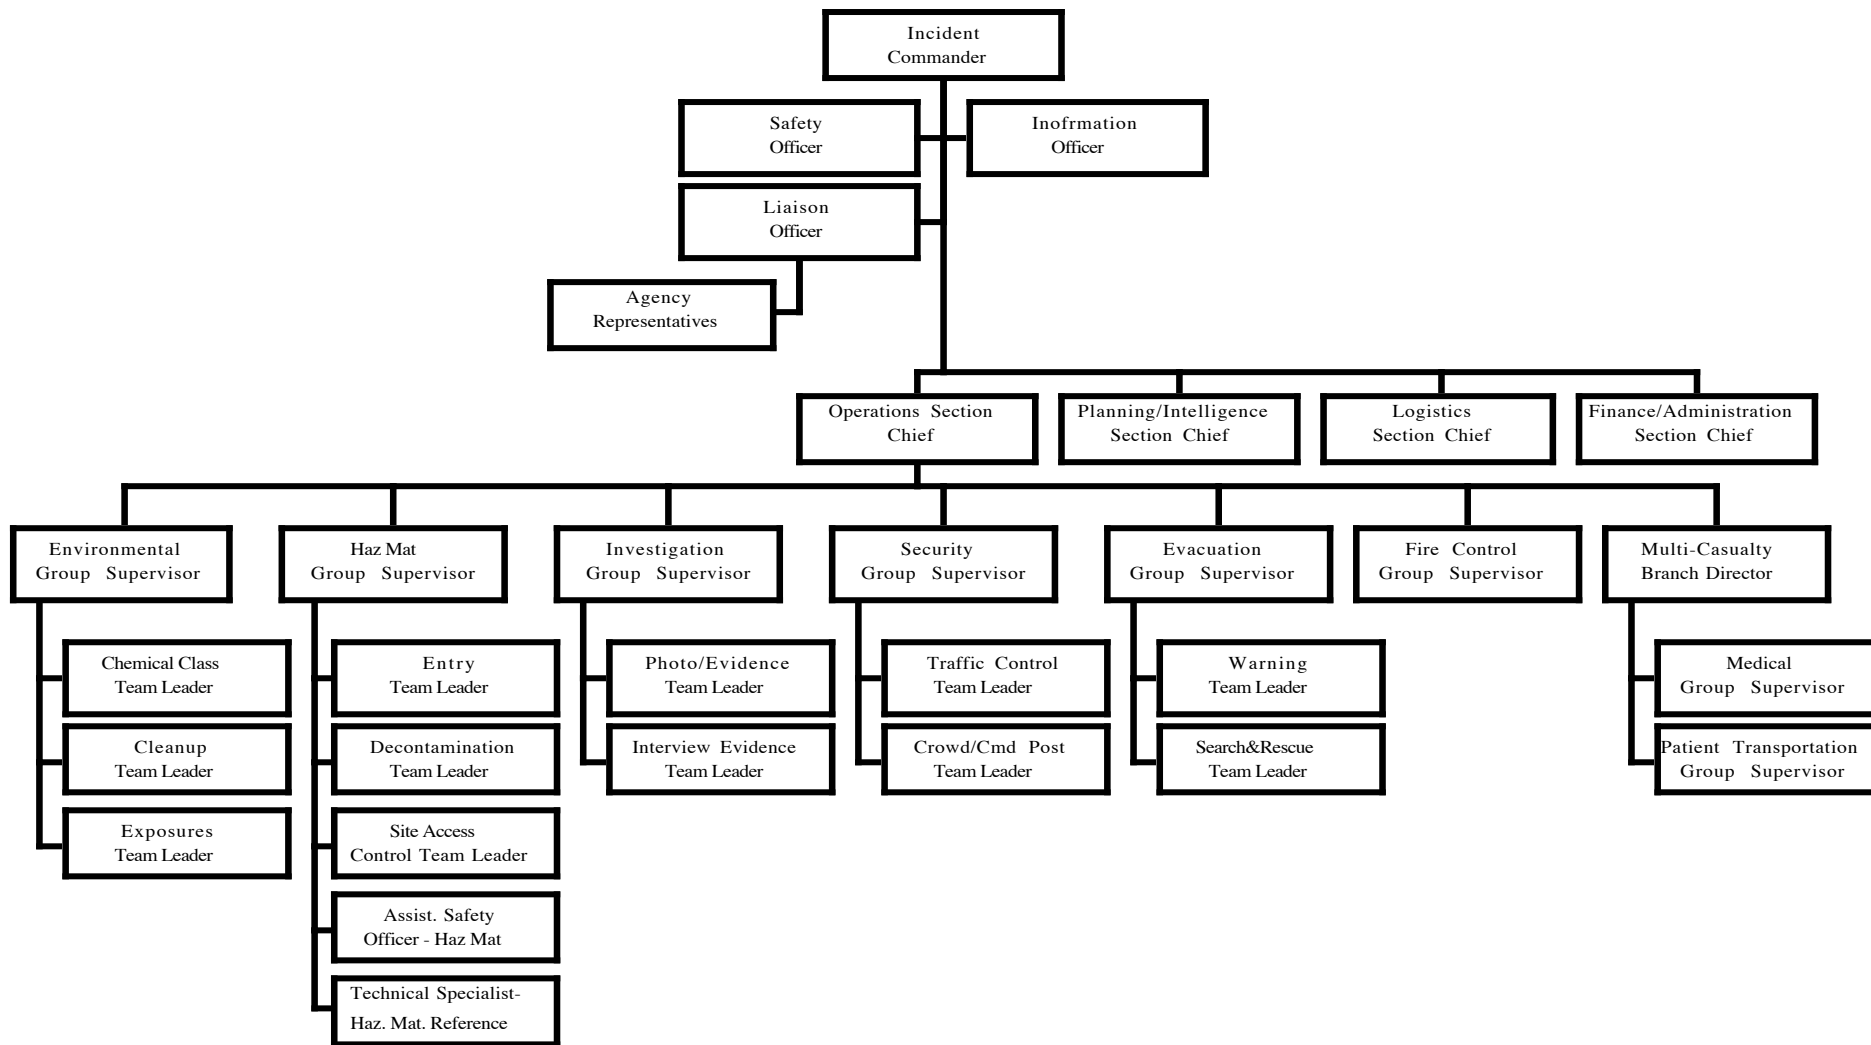 Incident
Commander
Safety
Officer
Inofrmation
Officer
Liaison
Officer
Agency
Representatives
Operations Section
Chief
Planning/Intelligence
Section Chief
Logistics
Section Chief
Finance/Administration
Section Chief
Environmental
Group Supervisor
Haz Mat
Group Supervisor
Investigation
Group Supervisor
Security
Group Supervisor
Evacuation
Group Supervisor
Fire Control
Group Supervisor
Multi-Casualty
Branch Director
Chemical Class
Team Leader
Entry
Team Leader
Photo/Evidence
Team Leader
Traffic Control
Team Leader
Warning
Team Leader
Medical
Group Supervisor
Cleanup
Team Leader
Decontamination
Team Leader
Interview Evidence
Team Leader
Crowd/Cmd Post
Team Leader
Search&Rescue
Team Leader
Patient Transportation
Group Supervisor
Exposures
Team Leader
Site Access
Control Team Leader
Assist. Safety
Officer - Haz Mat
Technical Specialist-
Haz. Mat. Reference